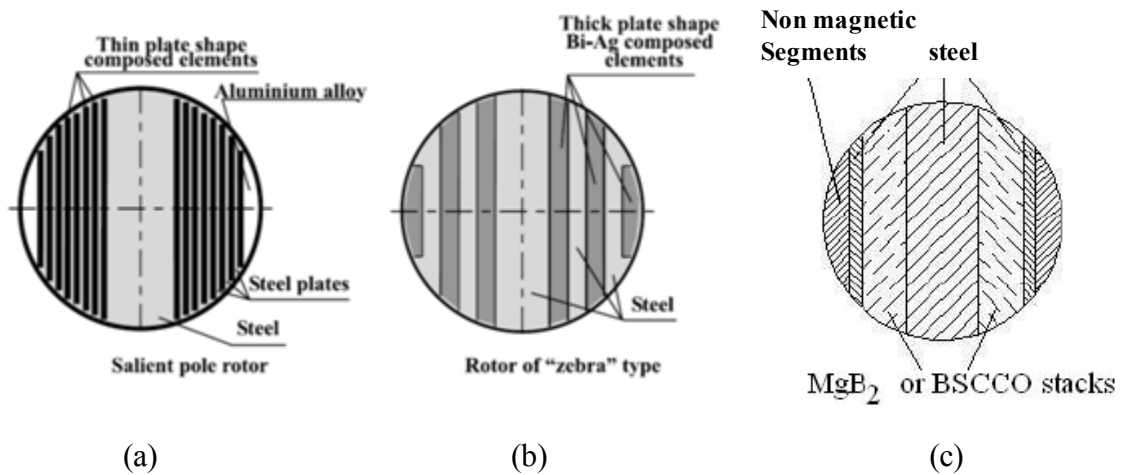 Thin plate shape
composed elements
Aluminium alloy
Steel plates
Steel
Salient pole rotor
(a)
Thick plate shape
Bi-Ag composed
elements
Steel
Rotor of “zebra” type
(b)
Non magnetic
Segments steel
MgB2 or BSCCO stacks
(c)